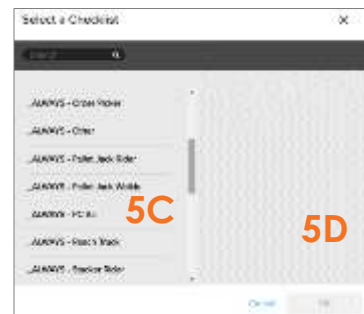 Select a Checklist
Search
_ALWAYS - Order Picker
_ALWAYS - Other
_ALWAYS - Pallet Jack Rider
_ALWAYS - Pallet Jack Walkie
_ALWAYS - PC
5C
5D
_ALWAYS - Reach Truck
_ALWAYS - Stacker Rider
Cancel
OK